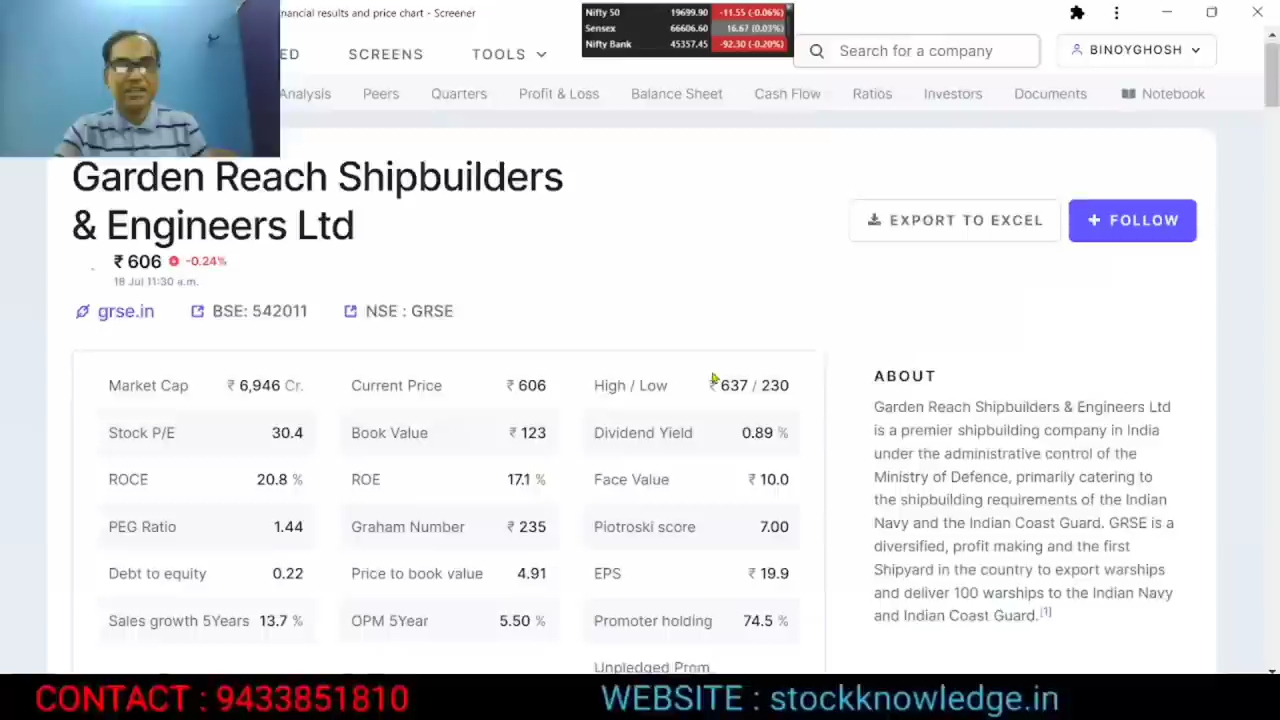 nancial results and price chart - Screener
Nifty 50 19699.90 -11.55 (-0.06%)
Sensex 66606.60 16.67 (0.03%)
Nifty Bank 45357.45 -92.30 (-0.20%)
ED SCREENS TOOLS
Search for a company
BINOYGHOSH
Analysis Peers Quarters Profit & Loss Balance Sheet Cash Flow Ratios Investors Documents Notebook
Garden Reach Shipbuilders
& Engineers Ltd
EXPORT TO EXCEL
+ FOLLOW
₹ 606 -0.24%
18 Jul 11:30 a.m.
grse.in BSE: 542011 NSE : GRSE
Market Cap ₹ 6,946 Cr. Current Price ₹ 606 High / Low ₹ 637 / 230
Stock P/E 30.4 Book Value ₹ 123 Dividend Yield 0.89 %
ROCE 20.8 % ROE 17.1 % Face Value ₹ 10.0
PEG Ratio 1.44 Graham Number ₹ 235 Piotroski score 7.00
Debt to equity 0.22 Price to book value 4.91 EPS ₹ 19.9
Sales growth 5Years 13.7 % OPM 5Year 5.50 % Promoter holding 74.5 %
Unpledged Prom
ABOUT
Garden Reach Shipbuilders & Engineers Ltd
is a premier shipbuilding company in India
under the administrative control of the
Ministry of Defence, primarily catering to
the shipbuilding requirements of the Indian
Navy and the Indian Coast Guard. GRSE is a
diversified, profit making and the first
Shipyard in the country to export warships
and deliver 100 warships to the Indian Navy
and Indian Coast Guard.[1]
CONTACT : 9433851810 WEBSITE : stockknowledge.in